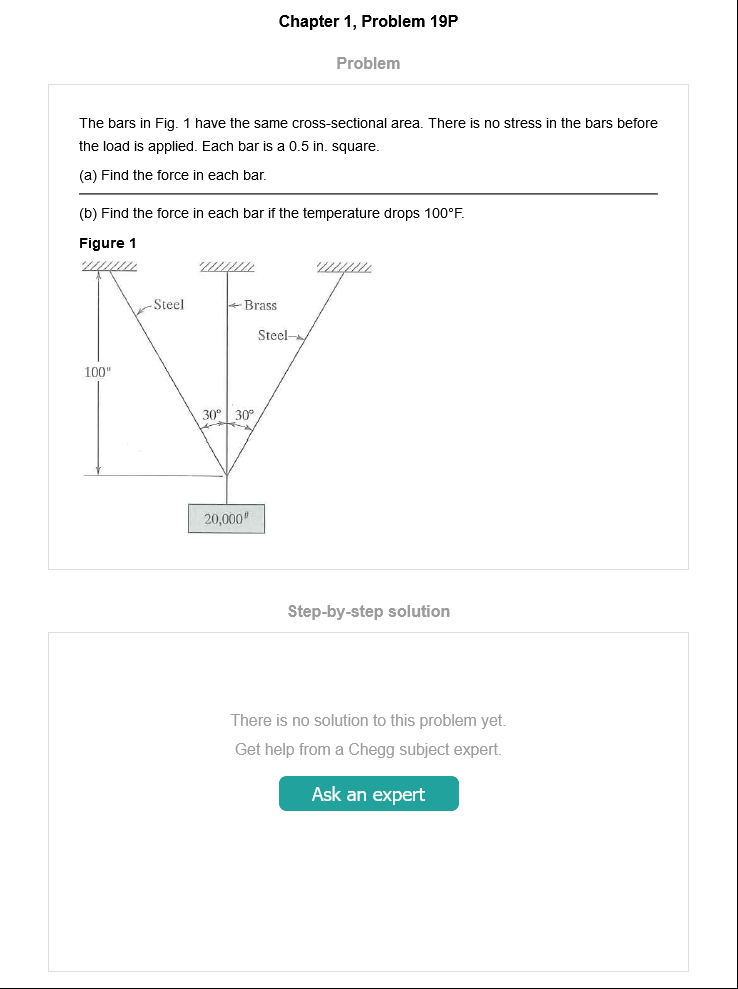 Chapter 1, Problem 19P
Problem
The bars in Fig. 1 have the same cross-sectional area. There is no stress in the bars before
the load is applied. Each bar is a 0.5 in. square.
(a) Find the force in each bar.
(b) Find the force in each bar if the temperature drops 100°F.
Figure 1
Steel
Brass
Steel
100"
30° 30°
20,000#
Step-by-step solution
There is no solution to this problem yet.
Get help from a Chegg subject expert.
Ask an expert